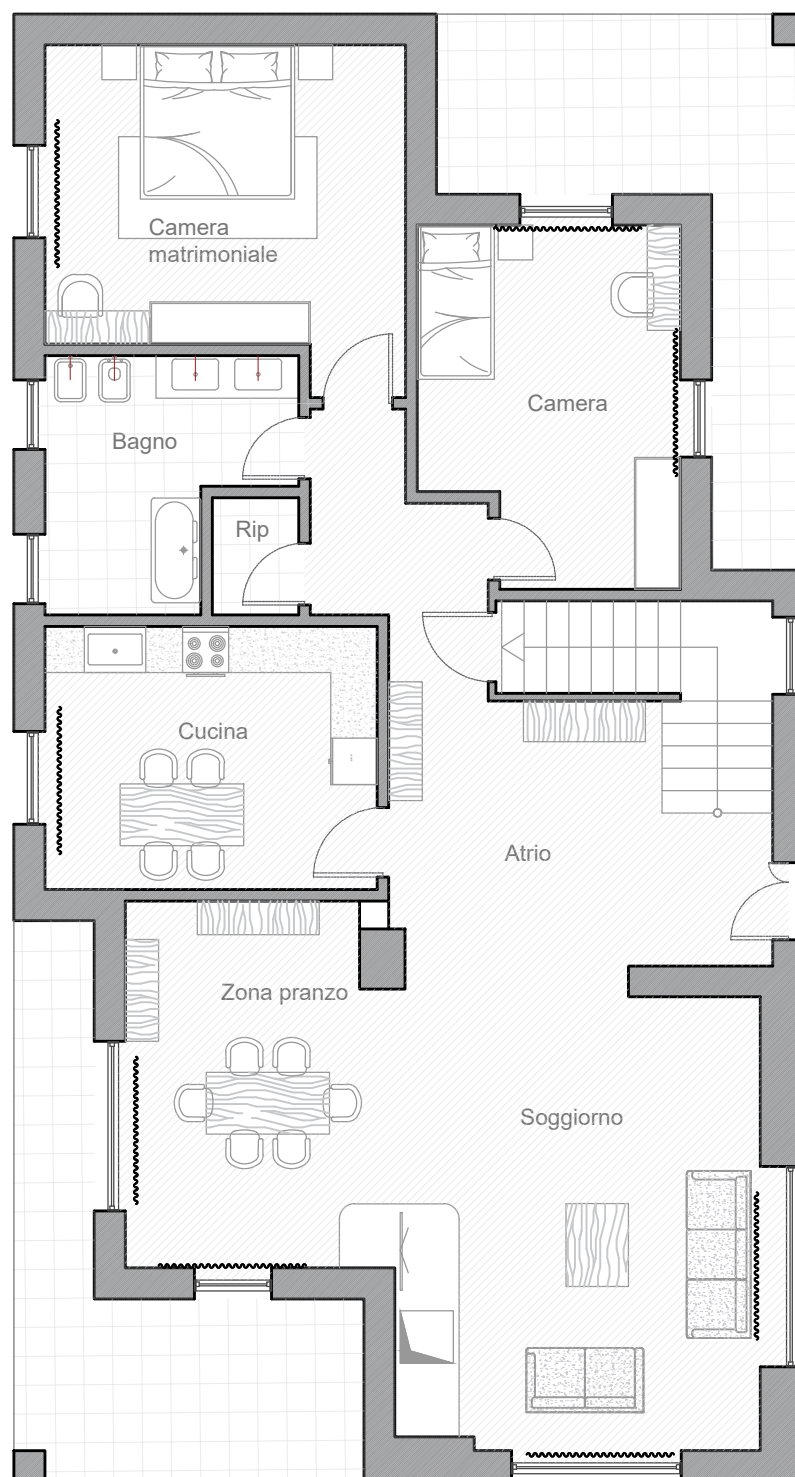 Camera
matrimoniale
Camera
Bagno
Rip
Cucina
Atrio
Zona pranzo
Soggiorno